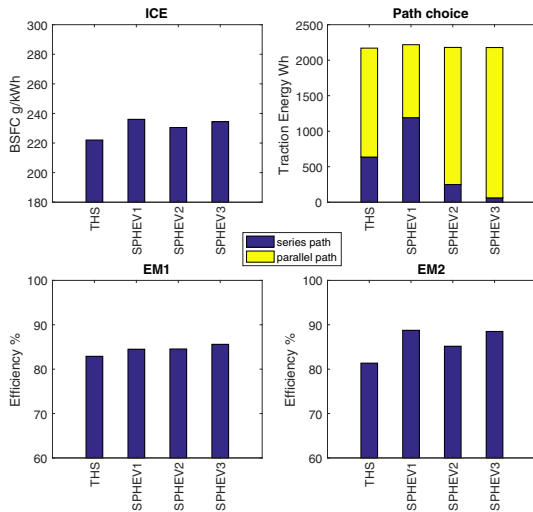 ICE
BSFC g/kWh
300
280
260
240
220
200
180
THS
SPHEV1
SPHEV2
SPHEV3
Path choice
Traction Energy Wh
2500
2000
1500
1000
500
0
THS
SPHEV1
SPHEV2
SPHEV3
series path
parallel path
EM1
Efficiency %
100
90
80
70
60
THS
SPHEV1
SPHEV2
SPHEV3
EM2
Efficiency %
100
90
80
70
60
THS
SPHEV1
SPHEV2
SPHEV3